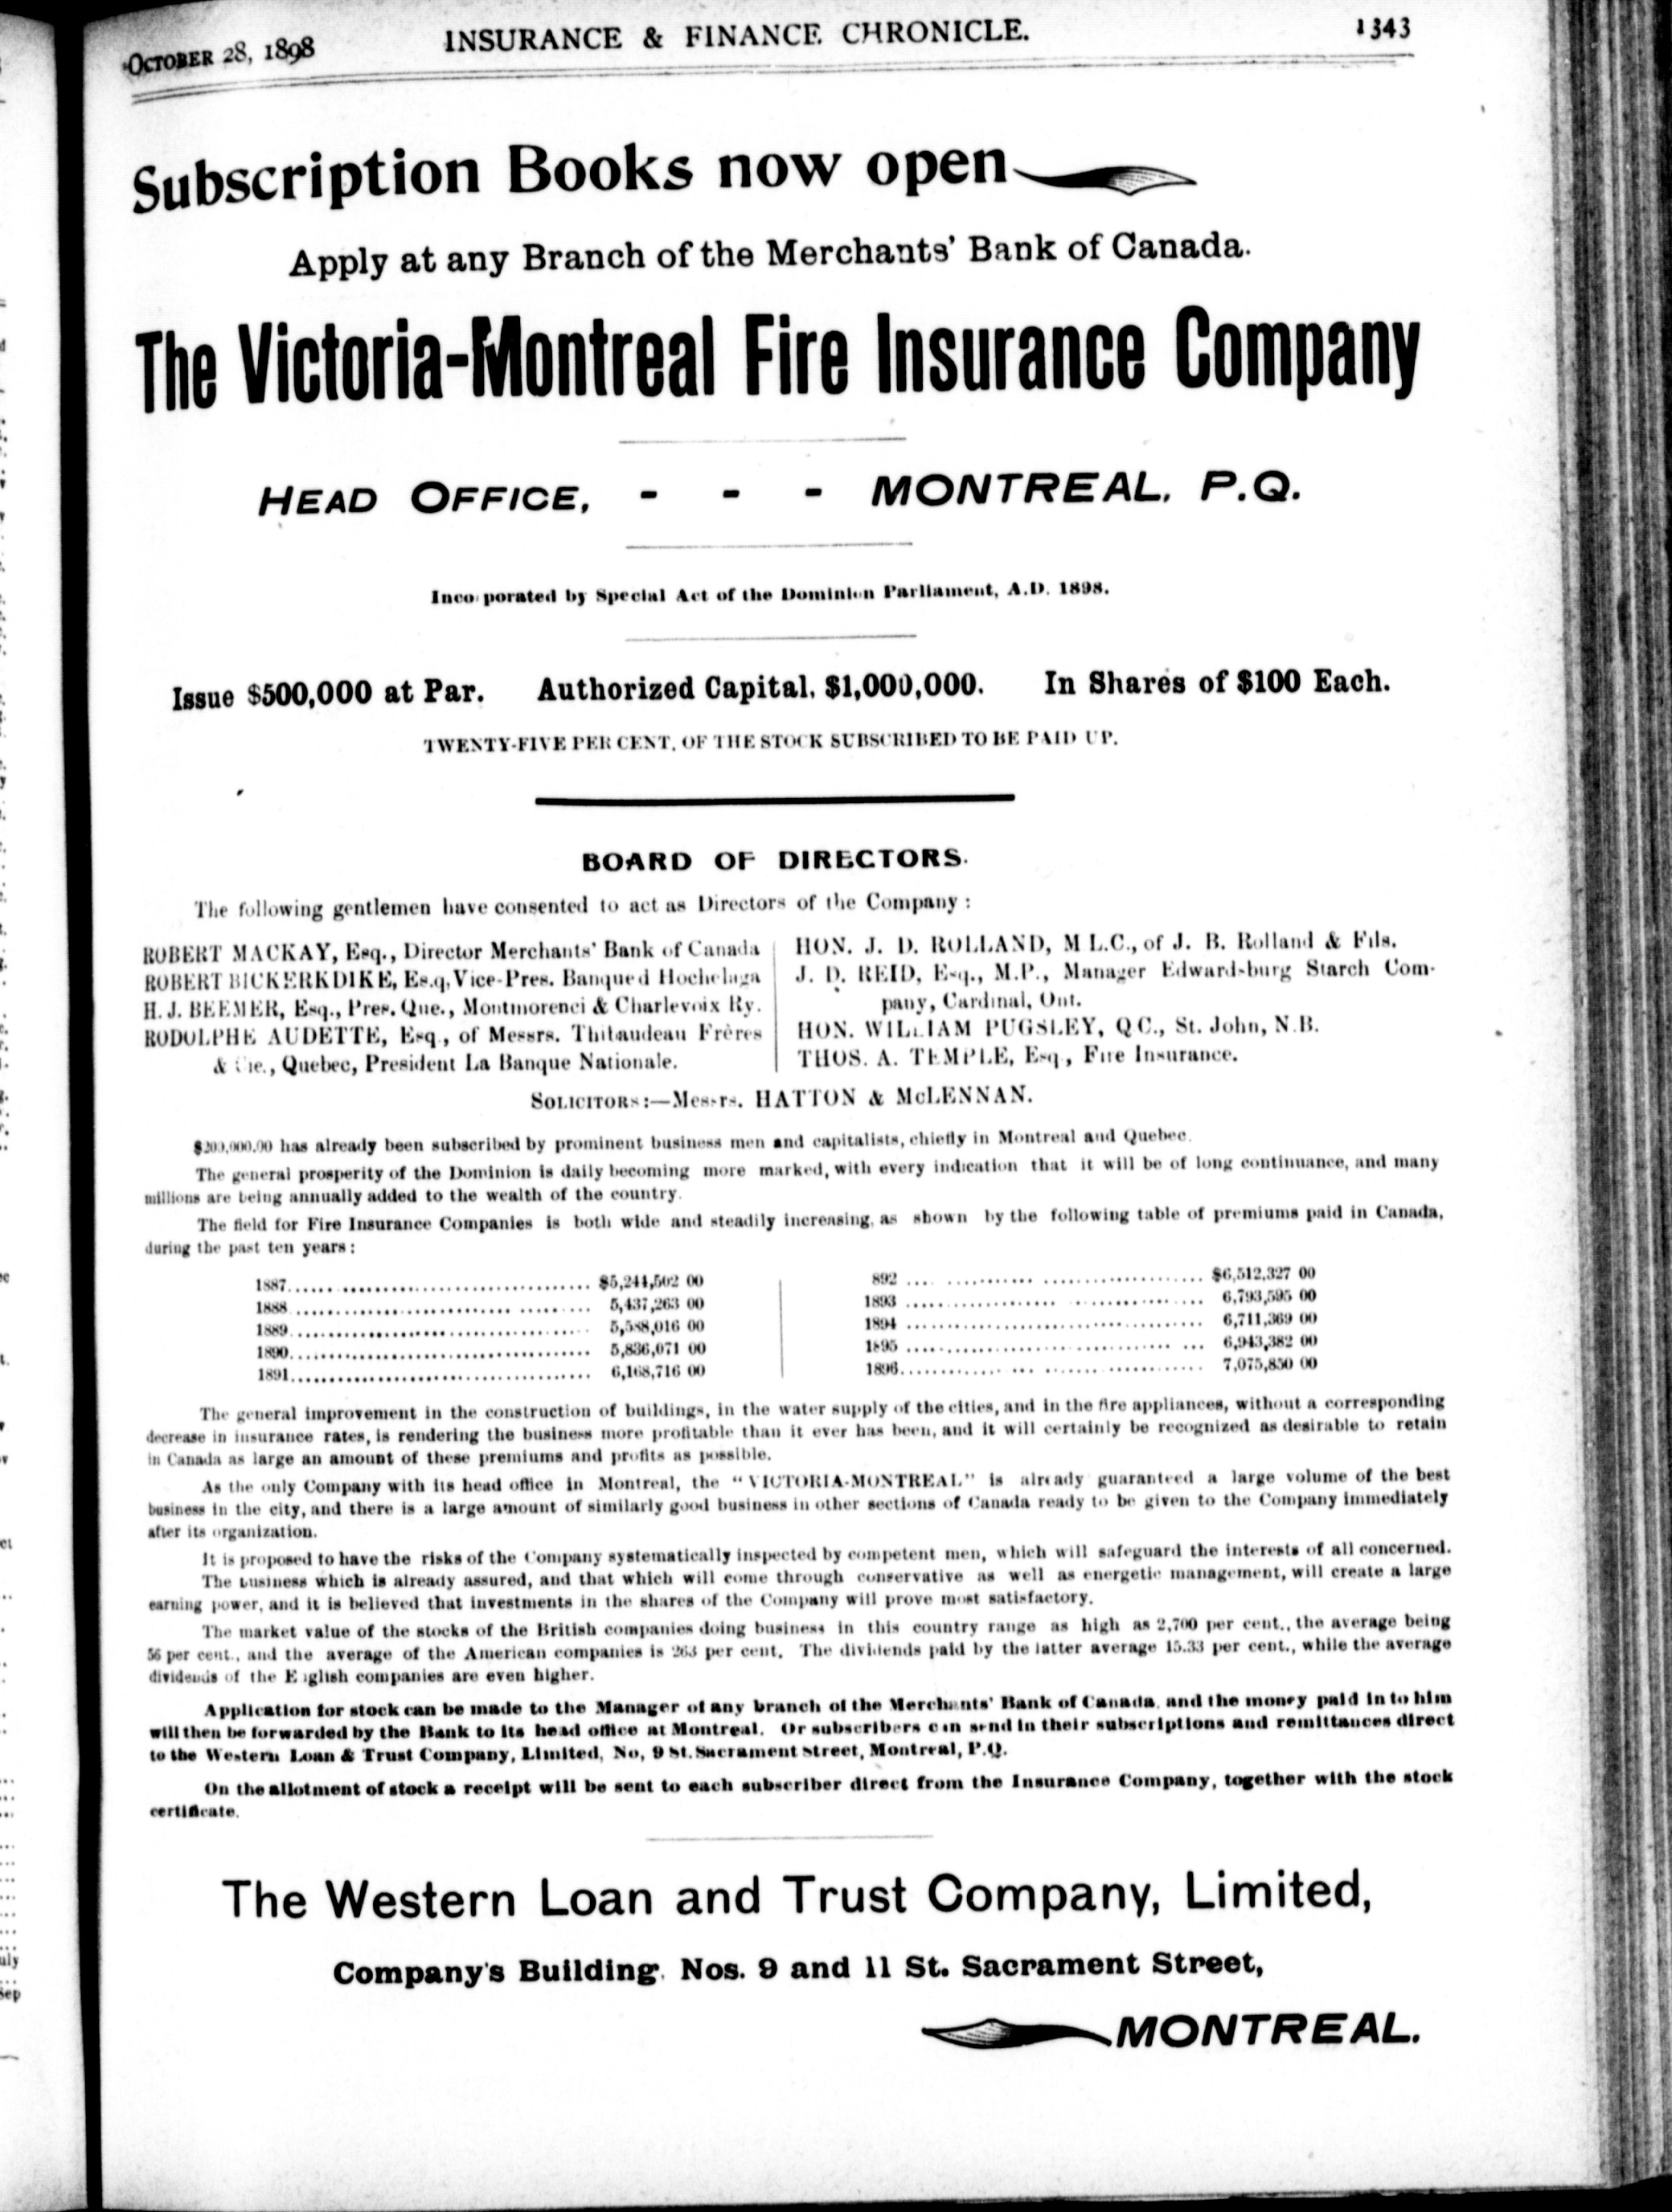 OCTOBER 28, 1898 INSURANCE & FINANCE CHRONICLE. 1343
Subscription Books now open
Apply at any Branch of the Merchants' Bank of Canada.
The Victoria-Montreal Fire Insurance Company
HEAD OFFICE, - - - MONTREAL, P.Q.
Incorporated by Special Act of the Dominion Parliament, A.D. 1898.
Issue $500,000 at Par. Authorized Capital, $1,000,000. In Shares of $100 Each.
TWENTY-FIVE PER CENT. OF THE STOCK SUBSCRIBED TO BE PAID UP.
BOARD OF DIRECTORS.
The following gentlemen have consented to act as Directors of the Company :
ROBERT MACKAY, Esq., Director Merchants' Bank of Canada
ROBERT BICKERKDIKE, Es.q, Vice-Pres. Banque d Hochelaga
H. J. BEEMER, Esq., Pres. Que., Montmorenci & Charlevoix Ry.
RODOLPHE AUDETTE, Esq., of Messrs. Thibaudeau Frères
& Cie., Quebec, President La Banque Nationale.
HON. J. D. ROLLAND, M L.C., of J. B. Rolland & Fils.
J. D. REID, Esq., M.P., Manager Edwardsburg Starch Com-
pany, Cardinal, Ont.
HON. WILLIAM PUGSLEY, Q C., St. John, N.B.
THOS. A. TEMPLE, Esq., Fire Insurance.
SOLICITORS:—Messrs. HATTON & McLENNAN.
$200,000.00 has already been subscribed by prominent business men and capitalists, chiefly in Montreal and Quebec.
The general prosperity of the Dominion is daily becoming more marked, with every indication that it will be of long continuance, and many
millions are being annually added to the wealth of the country.
The field for Fire Insurance Companies is both wide and steadily increasing, as shown by the following table of premiums paid in Canada,
during the past ten years :
1887 $5,244,502 00
1888 5,437,263 00
1889 5,588,016 00
1890 5,836,071 00
1891 6,168,716 00
892 $6,512,327 00
1893 6,793,595 00
1894 6,711,369 00
1895 6,943,382 00
1896 7,075,850 00
The general improvement in the construction of buildings, in the water supply of the cities, and in the fire appliances, without a corresponding
decrease in insurance rates, is rendering the business more profitable than it ever has been, and it will certainly be recognized as desirable to retain
in Canada as large an amount of these premiums and profits as possible.
As the only Company with its head office in Montreal, the "VICTORIA-MONTREAL" is already guaranteed a large volume of the best
business in the city, and there is a large amount of similarly good business in other sections of Canada ready to be given to the Company immediately
after its organization.
It is proposed to have the risks of the Company systematically inspected by competent men, which will safeguard the interests of all concerned.
The business which is already assured, and that which will come through conservative as well as energetic management, will create a large
earning power, and it is believed that investments in the shares of the Company will prove most satisfactory.
The market value of the stocks of the British companies doing business in this country range as high as 2,700 per cent., the average being
56 per cent., and the average of the American companies is 263 per cent. The dividends paid by the latter average 15.33 per cent., while the average
dividends of the English companies are even higher.
Application for stock can be made to the Manager of any branch of the Merchants' Bank of Canada, and the money paid in to him
will then be forwarded by the Bank to its head office at Montreal. Or subscribers can send in their subscriptions and remittances direct
to the Western Loan & Trust Company, Limited, No, 9 St. Sacrament Street, Montreal, P.Q.
On the allotment of stock a receipt will be sent to each subscriber direct from the Insurance Company, together with the stock
certificate.
The Western Loan and Trust Company, Limited,
Company's Building, Nos. 9 and 11 St. Sacrament Street,
MONTREAL.